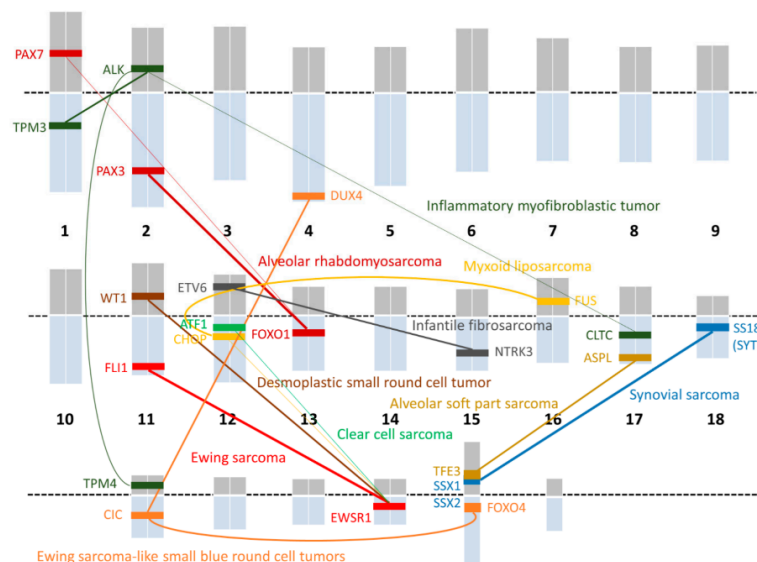 PAX7
ALK
TPM3
PAX3
DUX4
Inflammatory myofibroblastic tumor
1 2 3 4 5 6 7 8 9
Alveolar rhabdomyosarcoma
Myxoid liposarcoma
ETV6
WT1
FUS
ATF1
CHOP
FOXO1
Infantile fibrosarcoma
CLTC
SS18
(SYT
NTRK3
ASPL
FLI1
Desmoplastic small round cell tumor
Alveolar soft part sarcoma
Synovial sarcoma
10 11 12 13 14 15 16 17 18
Clear cell sarcoma
Ewing sarcoma
TFE3
TPM4
SSX1
SSX2
CIC
EWSR1
FOXO4
Ewing sarcoma-like small blue round cell tumors